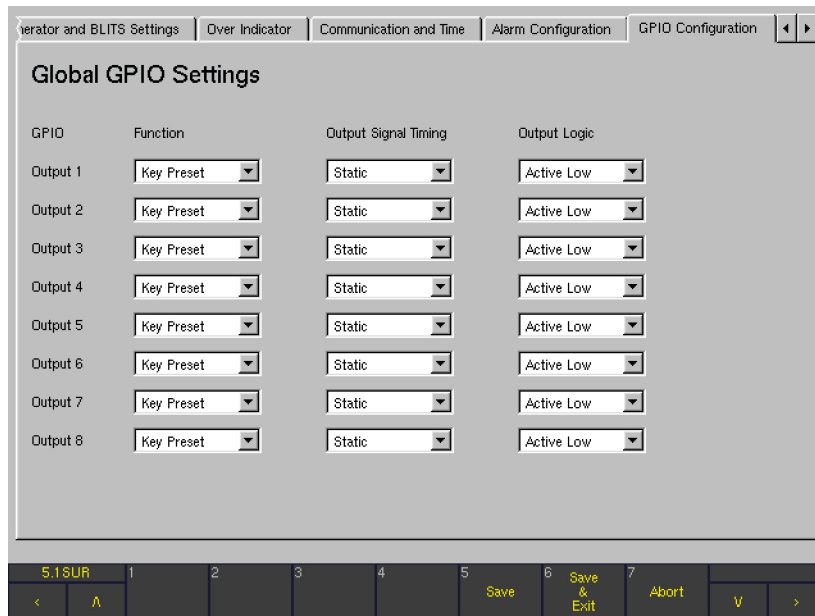 erator and BLITS Settings Over Indicator Communication and Time Alarm Configuration GPIO Configuration
Global GPIO Settings
GPIO Function Output Signal Timing Output Logic
Output 1 Key Preset Static Active Low
Output 2 Key Preset Static Active Low
Output 3 Key Preset Static Active Low
Output 4 Key Preset Static Active Low
Output 5 Key Preset Static Active Low
Output 6 Key Preset Static Active Low
Output 7 Key Preset Static Active Low
Output 8 Key Preset Static Active Low
5.1SUR 1 2 3 4 5 Save 6 Save & Exit 7 Abort
< Λ V >